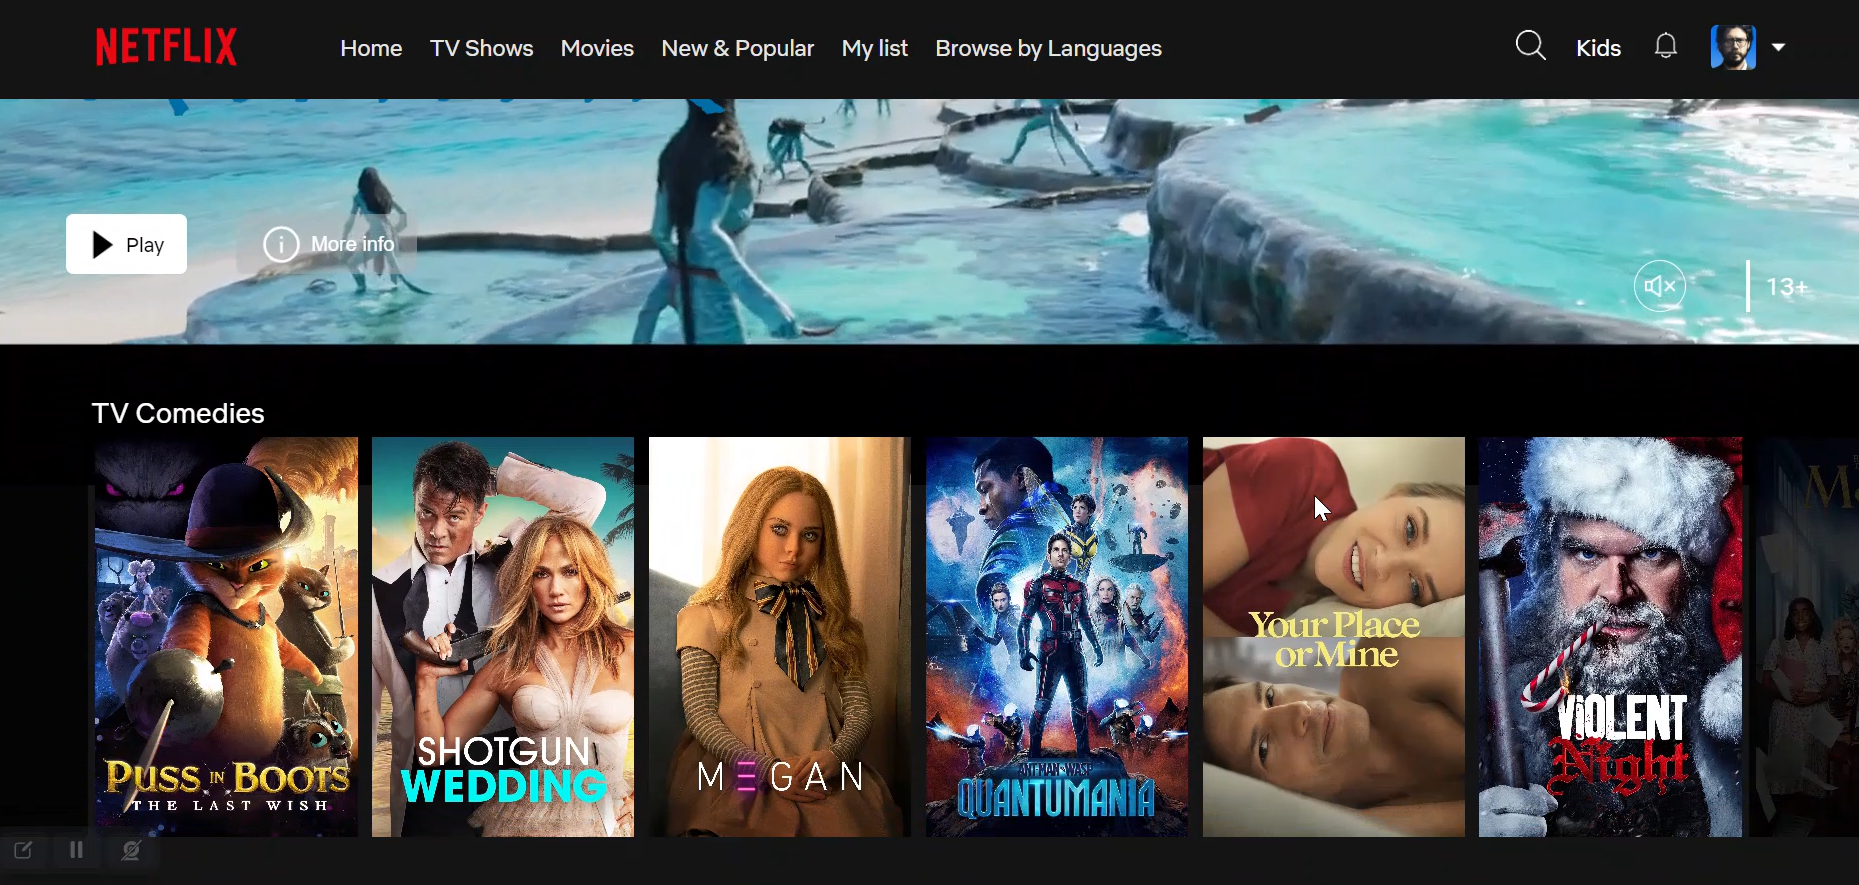 NETFLIX
Home TV Shows Movies New & Popular My list Browse by Languages
Kids
Play
More info
13+
TV Comedies
PUSS IN BOOTS
THE LAST WISH
SHOTGUN
WEDDING
M Ǝ G A N
ANT-MAN AND THE WASP
QUANTUMANIA
Your Place
or Mine
VIOLENT
Night